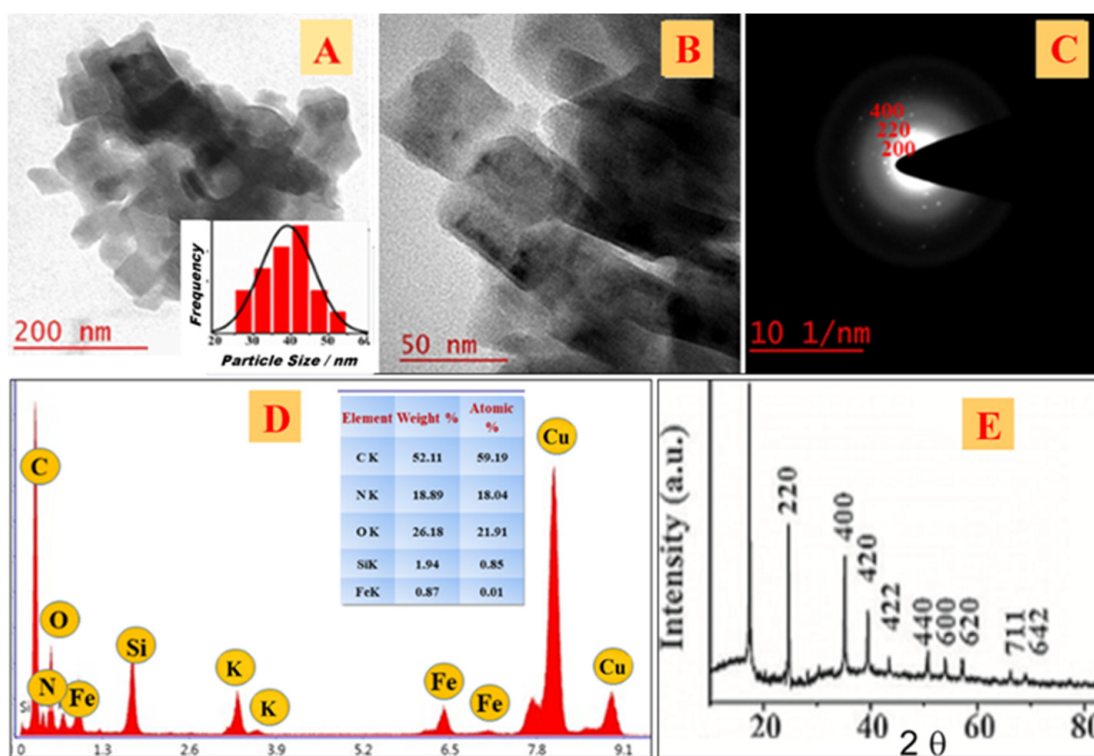 A
200 nm
Frequency
20 30 40 50 60
Particle Size / nm
B
50 nm
C
400
220
200
10 1/nm
D
Element Weight % Atomic %
C K 52.11 59.19
N K 18.89 18.04
O K 26.18 21.91
SiK 1.94 0.85
FeK 0.87 0.01
C
O
N
Fe
Si
K
K
Fe
Fe
Cu
Cu
Si
0 1.3 2.6 3.9 5.2 6.5 7.8 9.1
E
Intensity (a.u.)
220
400
420
422
440
600
620
711
642
20 40 60 80
2 θ